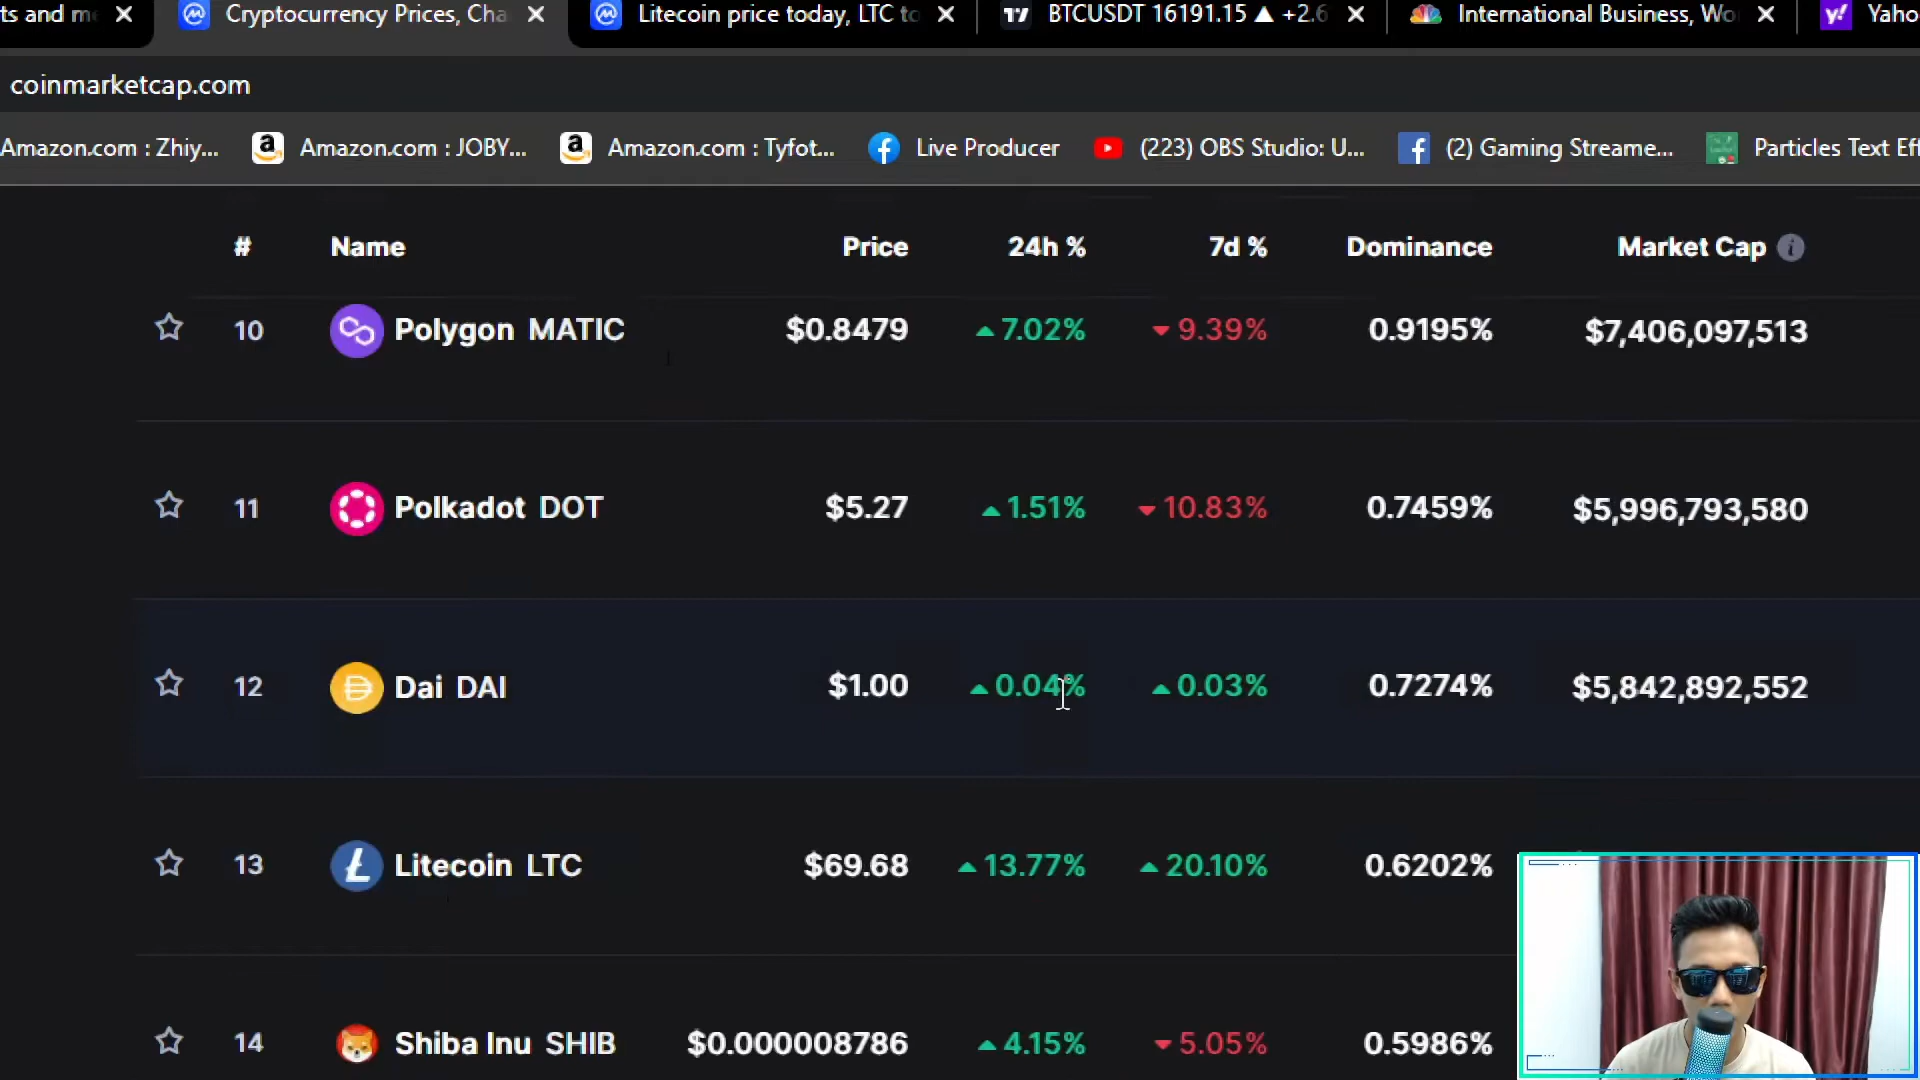 ts and me
Cryptocurrency Prices, Cha
Litecoin price today, LTC to
BTCUSDT 16191.15 ▲ +2.6
International Business, Wo
Yahoo
coinmarketcap.com
Amazon.com : Zhiy...
Amazon.com : JOBY...
Amazon.com : Tyfot...
Live Producer
(223) OBS Studio: U...
(2) Gaming Streame...
Particles Text Eff
# Name Price 24h % 7d % Dominance Market Cap
10 Polygon MATIC $0.8479 ▲ 7.02% ▼ 9.39% 0.9195% $7,406,097,513
11 Polkadot DOT $5.27 ▲ 1.51% ▼ 10.83% 0.7459% $5,996,793,580
12 Dai DAI $1.00 ▲ 0.04% ▲ 0.03% 0.7274% $5,842,892,552
13 Litecoin LTC $69.68 ▲ 13.77% ▲ 20.10% 0.6202%
14 Shiba Inu SHIB $0.000008786 ▲ 4.15% ▼ 5.05% 0.5986%